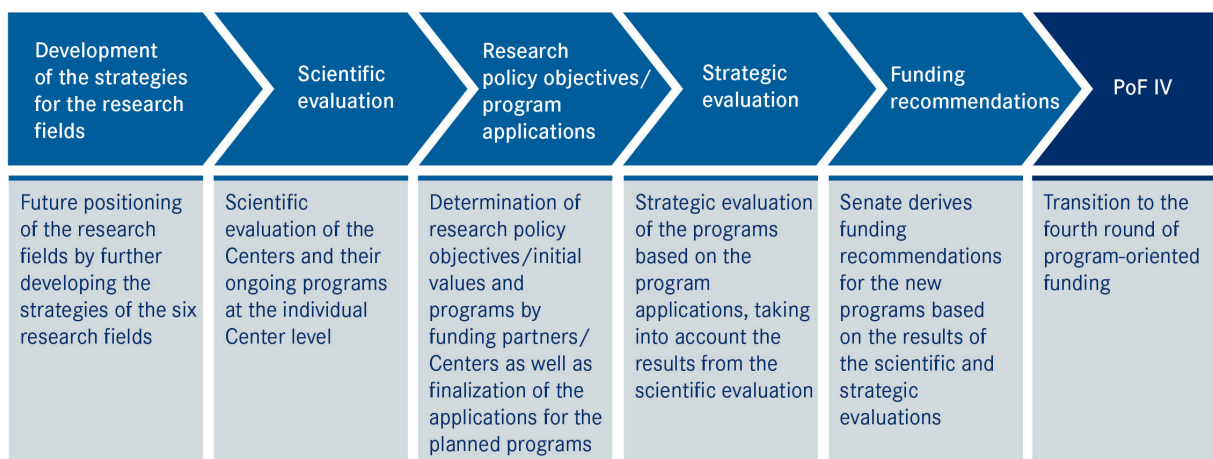 Development
of the strategies
for the research
fields
Scientific
evaluation
Research
policy objectives/
program
applications
Strategic
evaluation
Funding
recommendations
PoF IV
Future positioning
of the research
fields by further
developing the
strategies of the six
research fields
Scientific
evaluation of the
Centers and their
ongoing programs
at the individual
Center level
Determination of
research policy
objectives/initial
values and
programs by
funding partners/
Centers as well as
finalization of the
applications for the
planned programs
Strategic evaluation
of the programs
based on the
program
applications, taking
into account the
results from the
scientific evaluation
Senate derives
funding
recommendations
for the new
programs based
on the results of
the scientific and
strategic
evaluations
Transition to the
fourth round of
program-oriented
funding